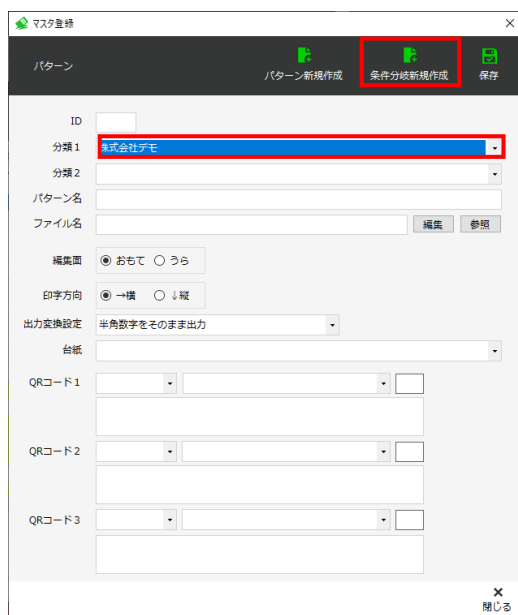 マスタ登録
パターン
パターン新規作成
条件分岐新規作成
保存
ID
分類1
株式会社デモ
分類2
パターン名
ファイル名
編集
参照
編集面
おもて
うら
印字方向
→横
↓縦
出力変換設定
半角数字をそのまま出力
台紙
QRコード1
QRコード2
QRコード3
閉じる